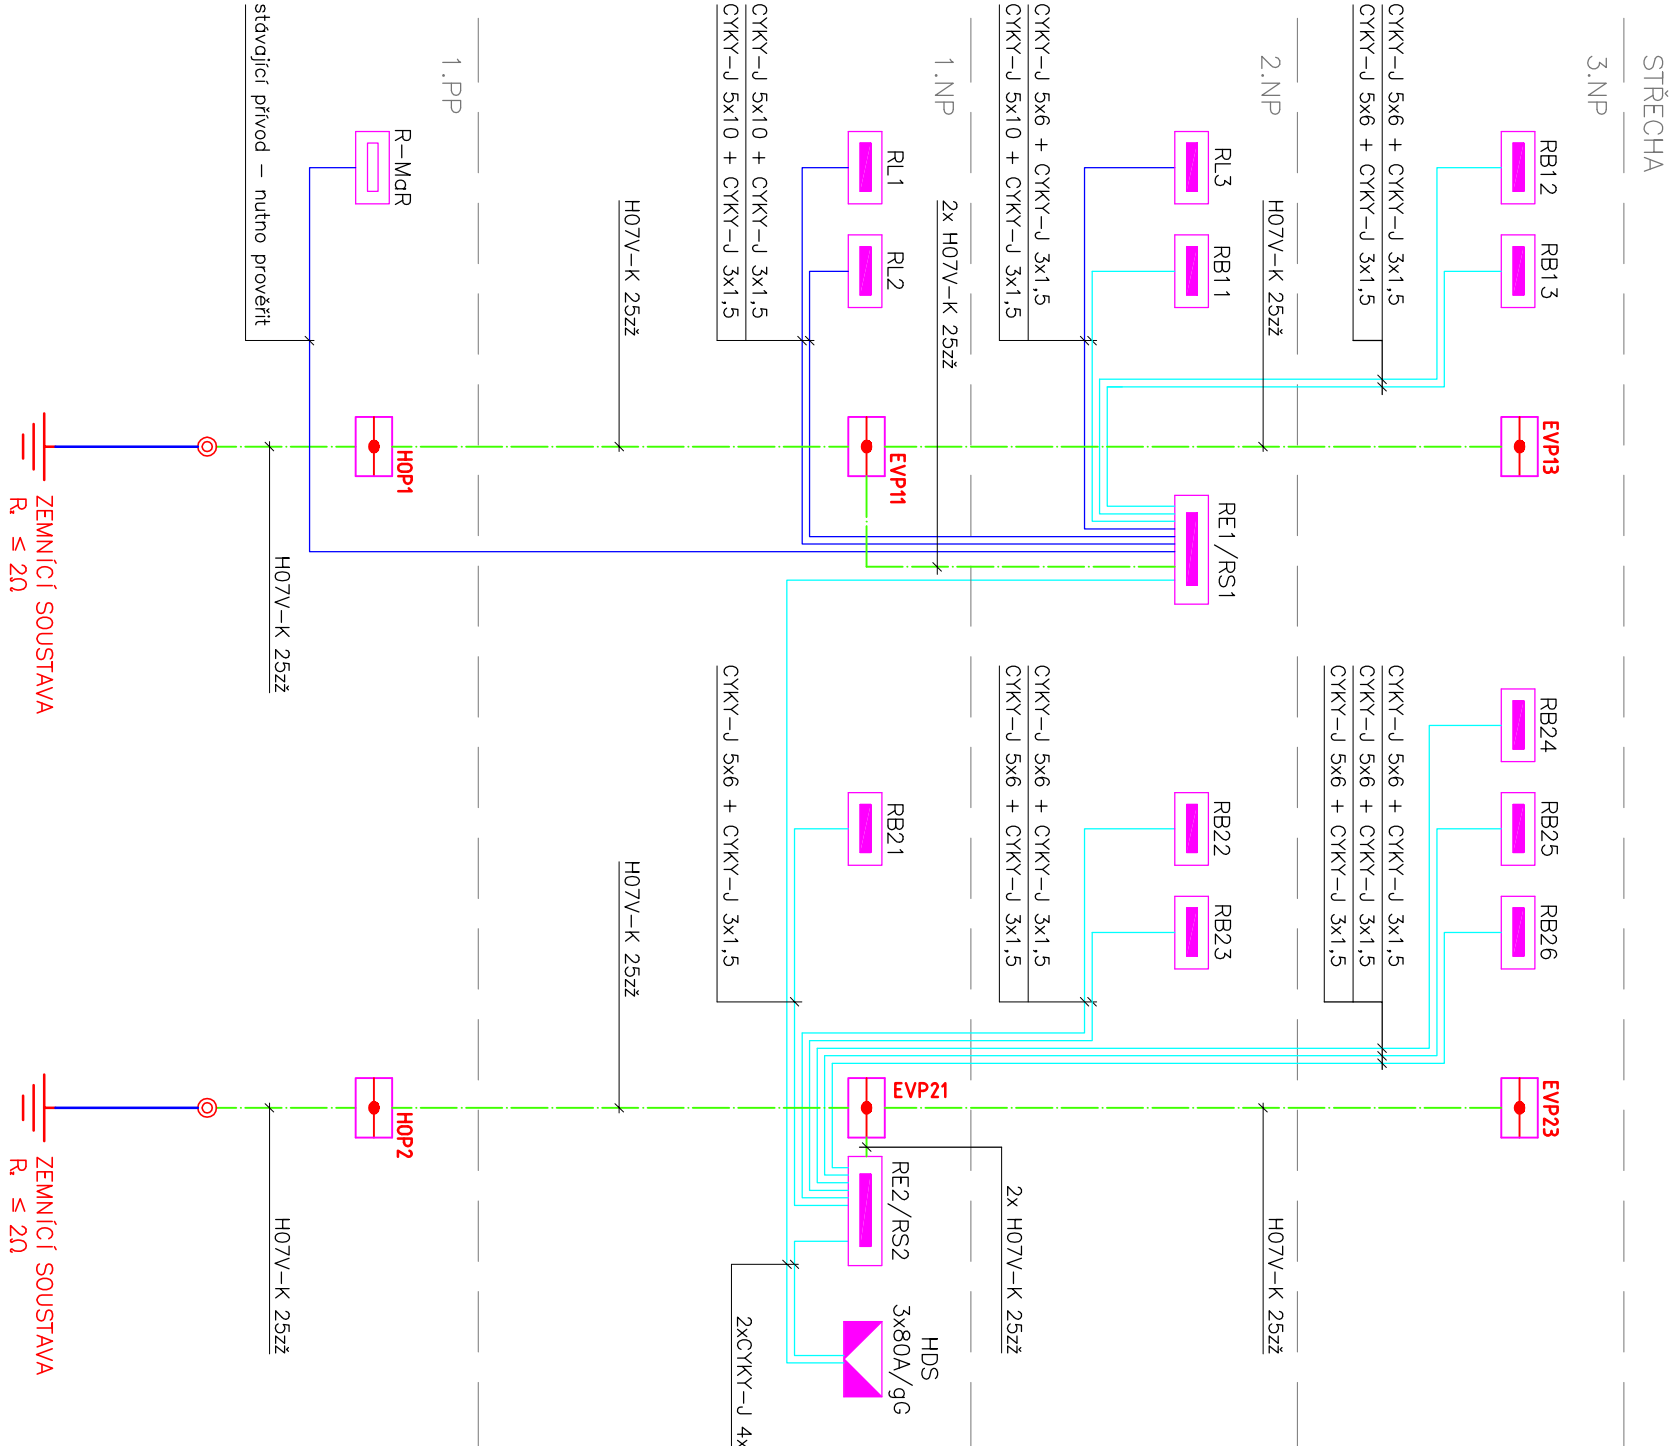 STŘECHA
3.NP
RB12
RB13
EVP13
RB24
RB25
RB26
EVP23
CYKY-J 5x6 + CYKY-J 3x1,5
CYKY-J 5x6 + CYKY-J 3x1,5
CYKY-J 5x6 + CYKY-J 3x1,5
CYKY-J 5x6 + CYKY-J 3x1,5
CYKY-J 5x6 + CYKY-J 3x1,5
H07V-K 25zž
H07V-K 25zž
2.NP
RL3
RB11
RE1/RS1
RB22
RB23
CYKY-J 5x6 + CYKY-J 3x1,5
CYKY-J 5x10 + CYKY-J 3x1,5
CYKY-J 5x6 + CYKY-J 3x1,5
CYKY-J 5x6 + CYKY-J 3x1,5
2x H07V-K 25zž
2x H07V-K 25zž
1.NP
RL1
RL2
EVP11
RB21
EVP21
RE2/RS2
HDS
3x80A/gG
CYKY-J 5x10 + CYKY-J 3x1,5
CYKY-J 5x10 + CYKY-J 3x1,5
CYKY-J 5x6 + CYKY-J 3x1,5
2xCYKY-J 4x
H07V-K 25zž
H07V-K 25zž
1.PP
R-MaR
HOP1
HOP2
stávající přívod - nutno prověřit
H07V-K 25zž
H07V-K 25zž
ZEMNÍCÍ SOUSTAVA
R. ≤ 2Ω
ZEMNÍCÍ SOUSTAVA
R. ≤ 2Ω